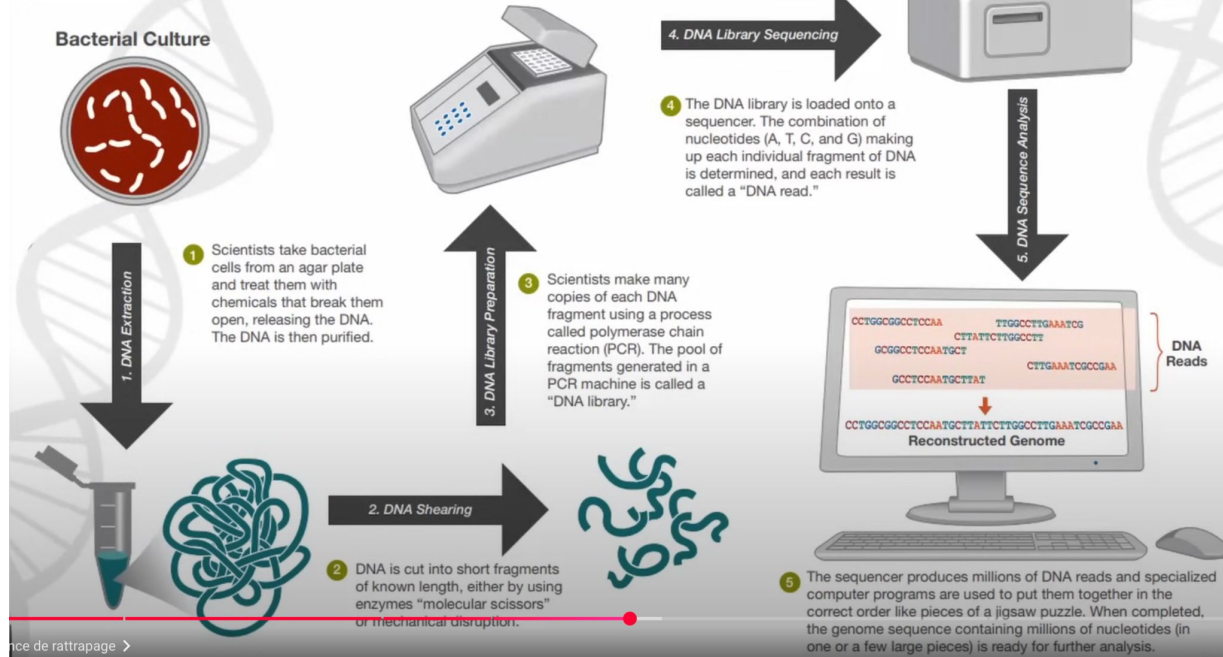 Bacterial Culture
1. DNA Extraction
1
Scientists take bacterial
cells from an agar plate
and treat them with
chemicals that break them
open, releasing the DNA.
The DNA is then purified.
2. DNA Shearing
2
DNA is cut into short fragments
of known length, either by using
enzymes “molecular scissors”
or mechanical disruption.
3. DNA Library Preparation
3
Scientists make many
copies of each DNA
fragment using a process
called polymerase chain
reaction (PCR). The pool of
fragments generated in a
PCR machine is called a
“DNA library.”
4. DNA Library Sequencing
4
The DNA library is loaded onto a
sequencer. The combination of
nucleotides (A, T, C, and G) making
up each individual fragment of DNA
is determined, and each result is
called a “DNA read.”
5. DNA Sequence Analysis
CCTGGCGGCCTCCAA
TTGGCCTTGAAATCG
CTTATTCTTGGCCTT
GCGGCCTCCAATGCT
CTTGAAATCGCCGAA
GCCTCCAATGCTTAT
DNA
Reads
CCTGGCGGCCTCCAATGCTTATTCTTGGCCTTGAAATCGCCGAA
Reconstructed Genome
5
The sequencer produces millions of DNA reads and specialized
computer programs are used to put them together in the
correct order like pieces of a jigsaw puzzle. When completed,
the genome sequence containing millions of nucleotides (in
one or a few large pieces) is ready for further analysis.
nce de rattrapage